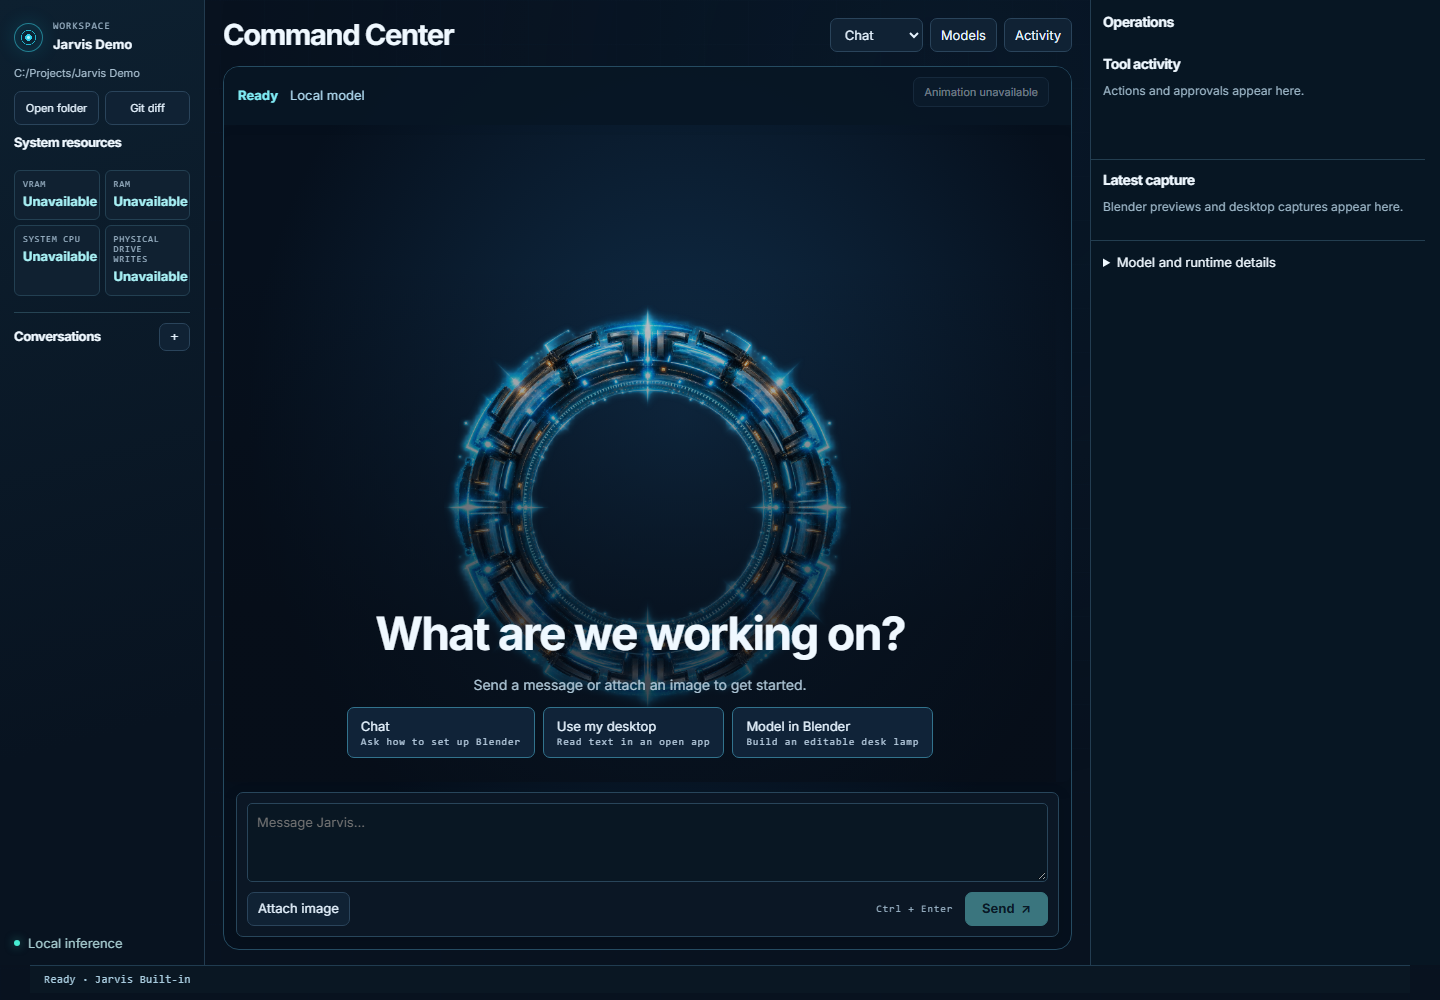 WORKSPACE
Jarvis Demo
C:/Projects/Jarvis Demo
Open folder
Git diff
System resources
VRAM
Unavailable
RAM
Unavailable
SYSTEM CPU
Unavailable
PHYSICAL
DRIVE
WRITES
Unavailable
Conversations
+
Local inference
Command Center
Chat
Models
Activity
Ready Local model
Animation unavailable
What are we working on?
Send a message or attach an image to get started.
Chat
Ask how to set up Blender
Use my desktop
Read text in an open app
Model in Blender
Build an editable desk lamp
Message Jarvis...
Attach image
Ctrl + Enter
Send ↗
Operations
Tool activity
Actions and approvals appear here.
Latest capture
Blender previews and desktop captures appear here.
Model and runtime details
Ready · Jarvis Built-in